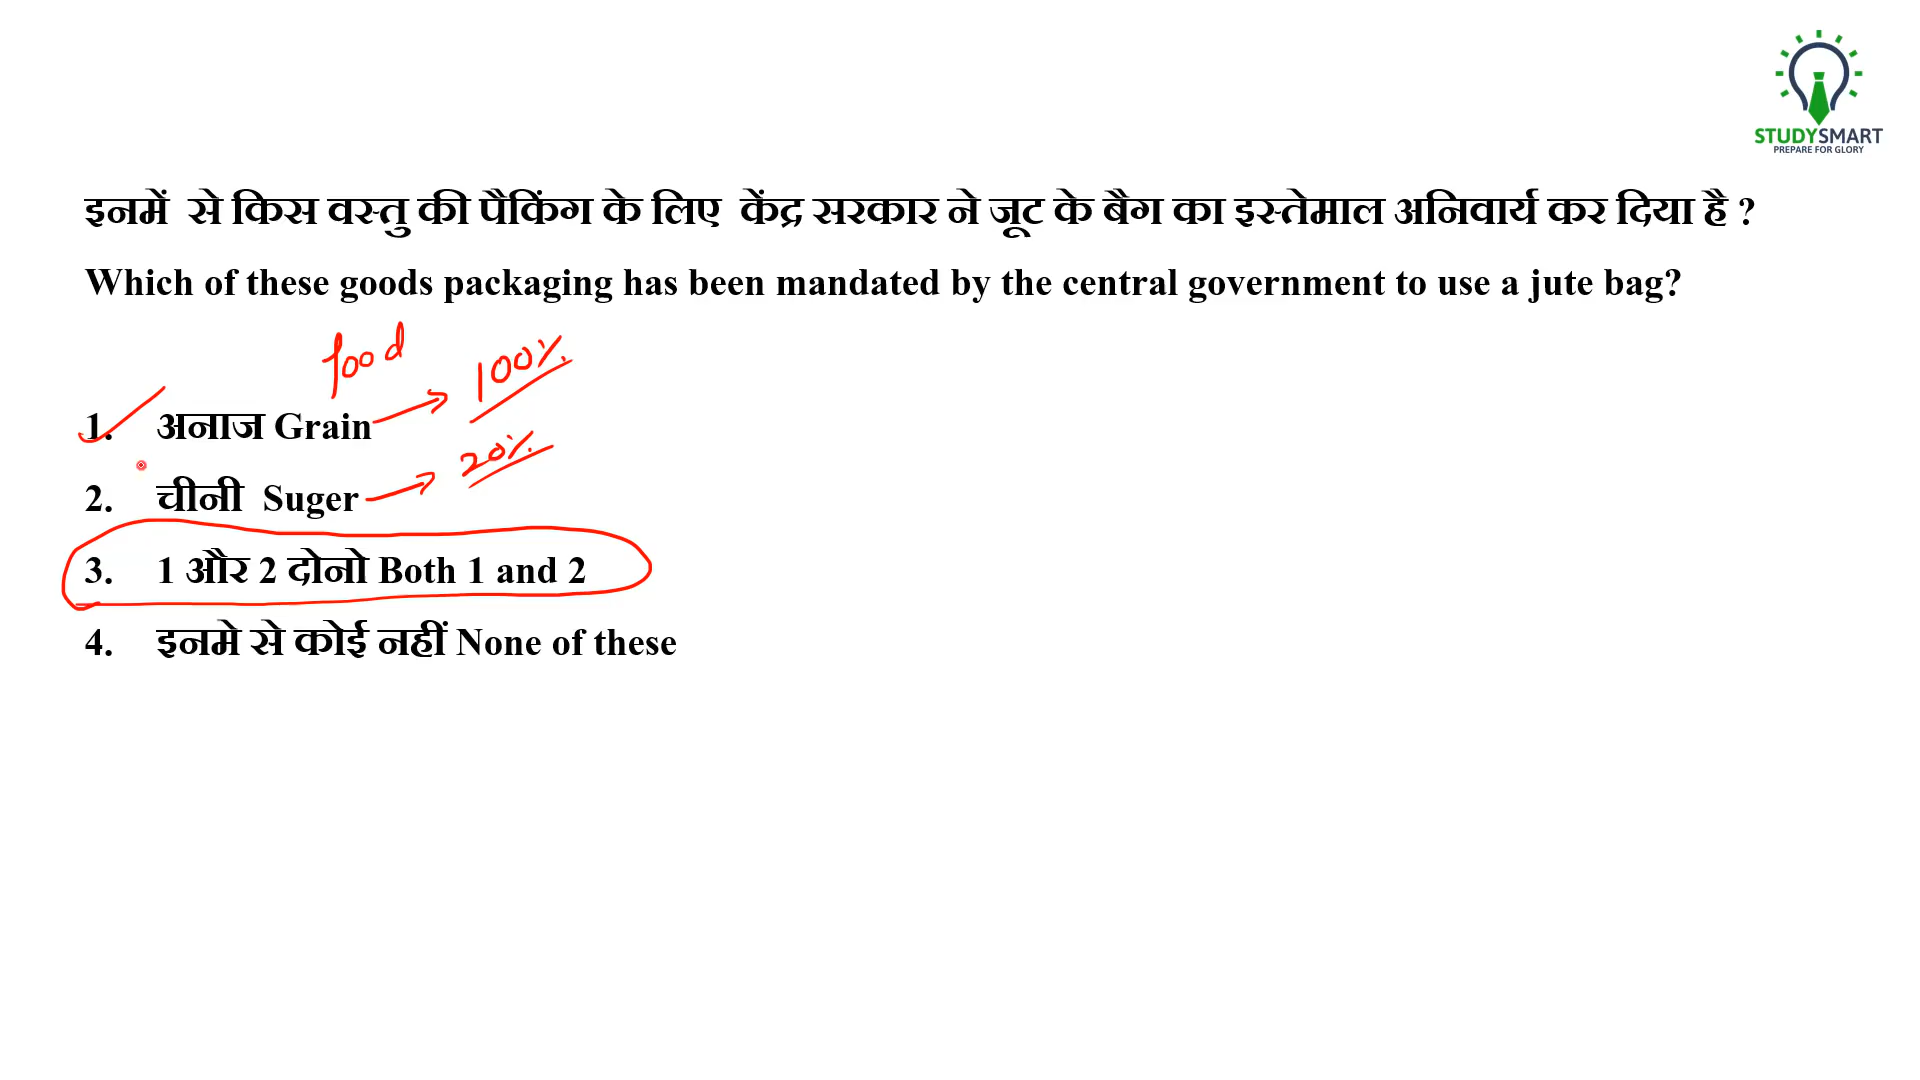 STUDYSMART
PREPARE FOR GLORY
इनमें से किस वस्तु की पैकिंग के लिए केंद्र सरकार ने जूट के बैग का इस्तेमाल अनिवार्य कर दिया है ?
Which of these goods packaging has been mandated by the central government to use a jute bag?
food
100%
1. अनाज Grain
20%
2. चीनी Suger
3. 1 और 2 दोनो Both 1 and 2
4. इनमे से कोई नहीं None of these